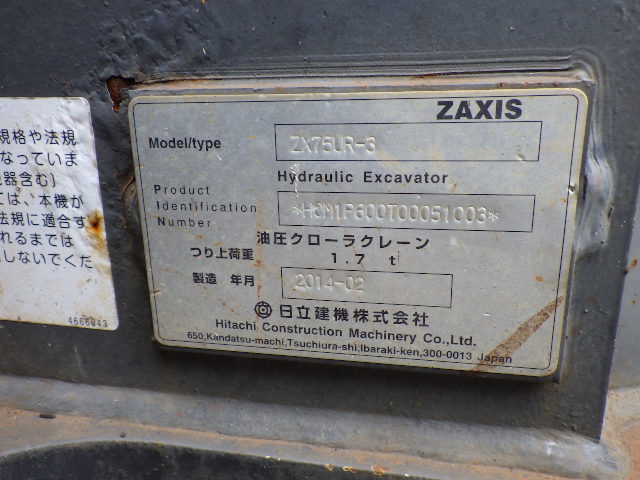 ZAXIS
Model/type ZX75UR-3
Hydraulic Excavator
Product
Identification
Number
*HCM1P600T00051003*
油圧クローラクレーン
つり上荷重 1.7 t
製造 年月 2014-02
日立建機株式会社
Hitachi Construction Machinery Co.,Ltd.
650,Kandatsu-machi,Tsuchiura-shi,Ibaraki-ken,300-0013 Japan
規格や法規
なっていま
器含む)
には、本機が
法規に適合す
れるまでは
しないでくだ
4666043